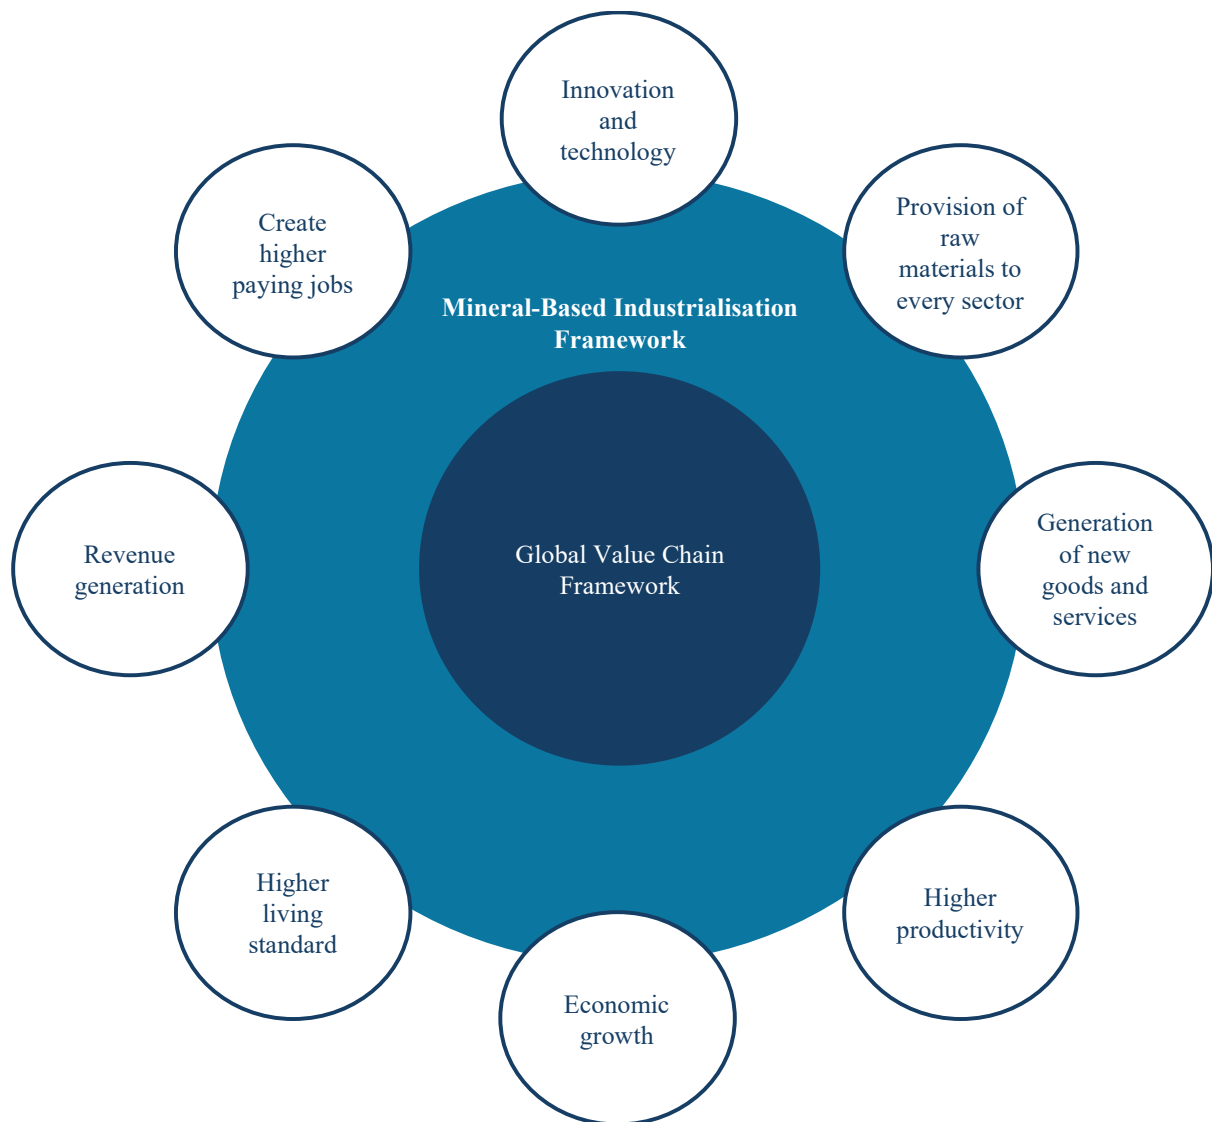 Innovation
and
technology
Provision of
raw
materials to
every sector
Create
higher
paying jobs
Mineral-Based Industrialisation
Framework
Generation
of new
goods and
services
Global Value Chain
Framework
Revenue
generation
Higher
productivity
Higher
living
standard
Economic
growth